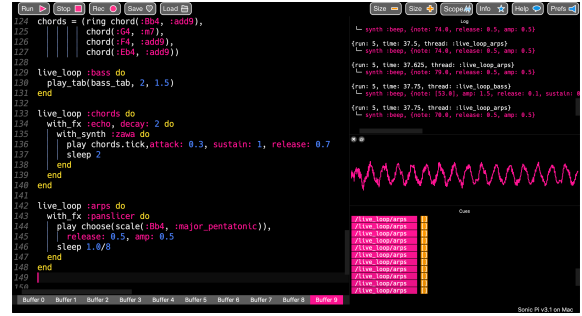 Run Stop Rec Save Load Size Size Scope Info Help Prefs
124 chords = (ring chord(:Bb4, :add9),
125 chord(:G4, :m7),
126 chord(:F4, :add9),
127 chord(:Eb4, :add9))
128
129 live_loop :bass do
130 play_tab(bass_tab, 2, 1.5)
131 end
132
133 live_loop :chords do
134 with_fx :echo, decay: 2 do
135 with_synth :zawa do
136 play chords.tick,attack: 0.3, sustain: 1, release: 0.7
137 sleep 2
138 end
139 end
140 end
141
142 live_loop :arps do
143 with_fx :panslicer do
144 play choose(scale(:Bb4, :major_pentatonic)),
145 release: 0.5, amp: 0.5
146 sleep 1.0/8
147 end
148 end
149
Buffer 0 Buffer 1 Buffer 2 Buffer 3 Buffer 4 Buffer 5 Buffer 6 Buffer 7 Buffer 8 Buffer 9
Log
synth :beep, {note: 74.0, release: 0.5, amp: 0.5}
{run: 5, time: 37.5, thread: :live_loop_arps}
synth :beep, {note: 74.0, release: 0.5, amp: 0.5}
{run: 5, time: 37.625, thread: :live_loop_arps}
synth :beep, {note: 79.0, release: 0.5, amp: 0.5}
{run: 5, time: 37.75, thread: :live_loop_bass}
synth :beep, {note: [53.0], amp: 1.5, release: 0.1, sustain:
{run: 5, time: 37.75, thread: :live_loop_arps}
synth :beep, {note: 70.0, release: 0.5, amp: 0.5}
Cues
/live_loop/arps
/live_loop/arps
/live_loop/arps
/live_loop/arps
/live_loop/arps
/live_loop/arps
/live_loop/arps
/live_loop/arps
/live_loop/arps
Sonic Pi v3.1 on Mac